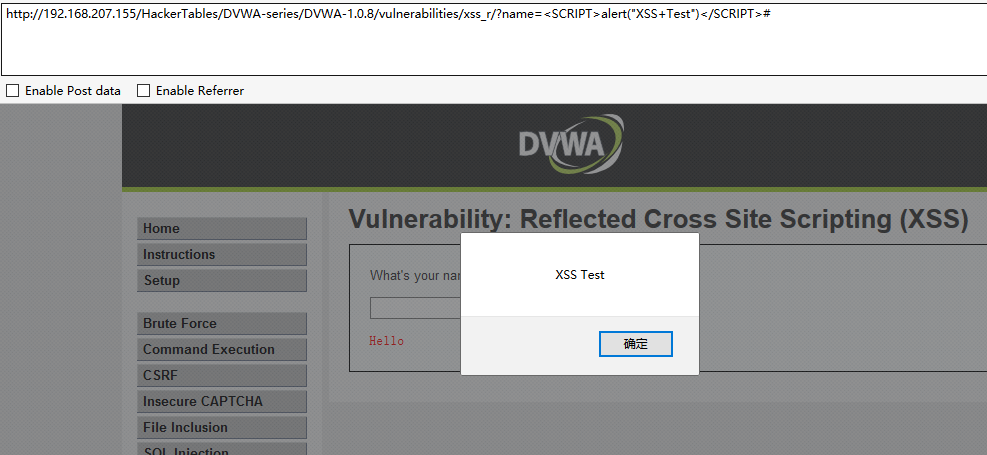 http://192.168.207.155/HackerTables/DVWA-series/DVWA-1.0.8/vulnerabilities/xss_r/?name=<SCRIPT>alert("XSS+Test")</SCRIPT>#
Enable Post data Enable Referrer
DVWA
Vulnerability: Reflected Cross Site Scripting (XSS)
Home
Instructions
Setup
Brute Force
Command Execution
CSRF
Insecure CAPTCHA
File Inclusion
SQL Injection
What's your
Hello
XSS Test
确定